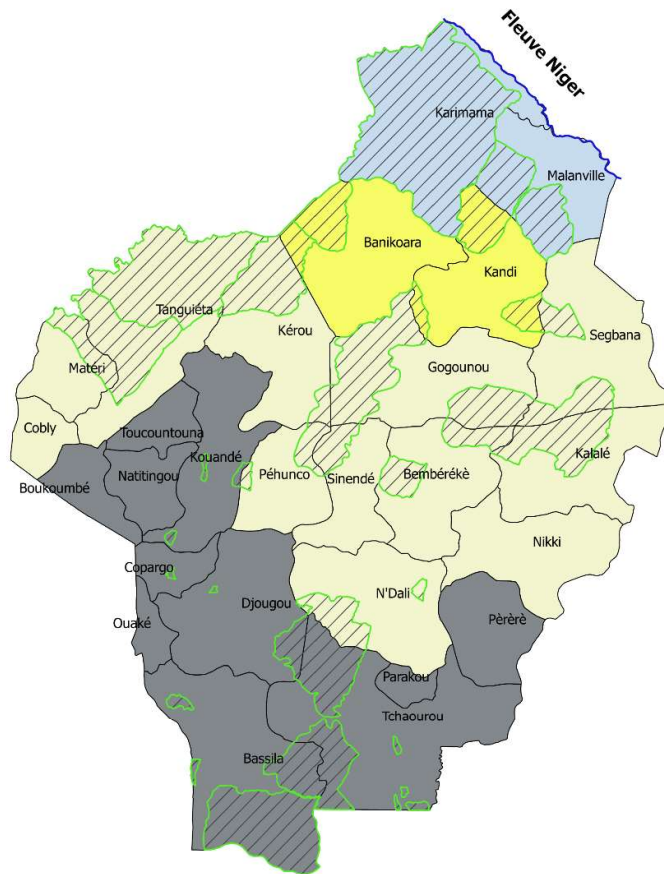 Fleuve Niger
Karimama
Malanville
Banikoara
Kandi
Tanguiéta
Kérou
Segbana
Matéri
Gogounou
Cobly
Toucountouna
Kouandé
Kalalé
Boukoumbé
Natitingou
Péhunco
Sinendé
Bembérékè
Nikki
Copargo
N'Dali
Djougou
Ouaké
Pèrèrè
Parakou
Tchaourou
Bassila